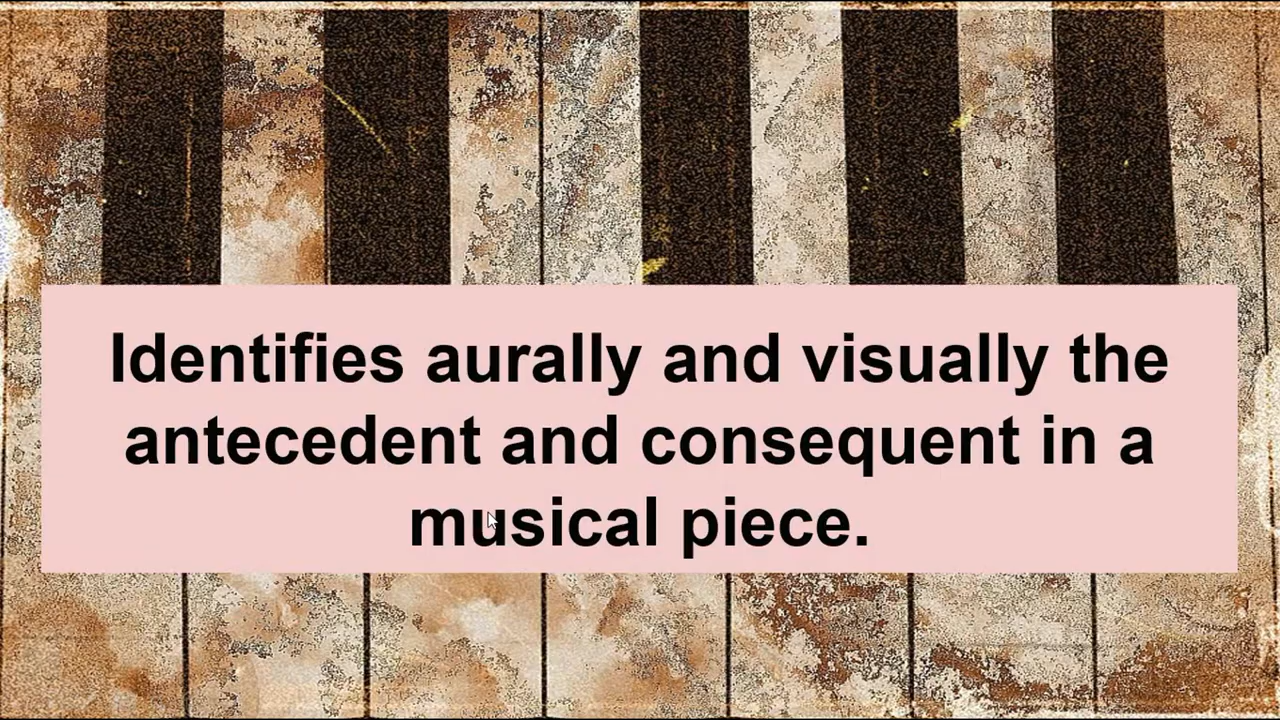 Identifies aurally and visually the
antecedent and consequent in a
musical piece.